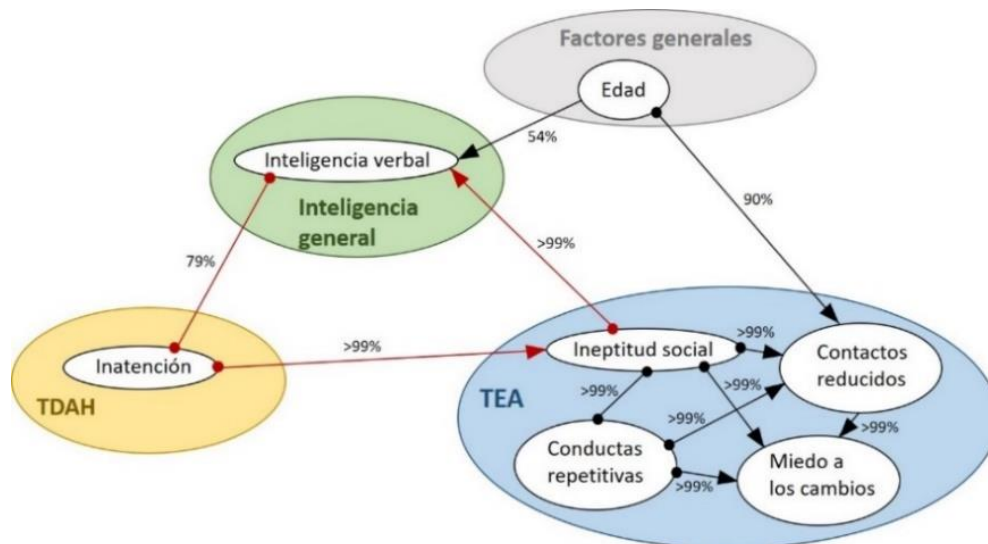 Factores generales
Edad
54%
Inteligencia verbal
Inteligencia
general
90%
>99%
79%
>99%
Inatención
TDAH
Ineptitud social
>99%
Contactos
reducidos
TEA
>99%
>99%
>99%
>99%
Conductas
repetitivas
>99%
Miedo a
los cambios